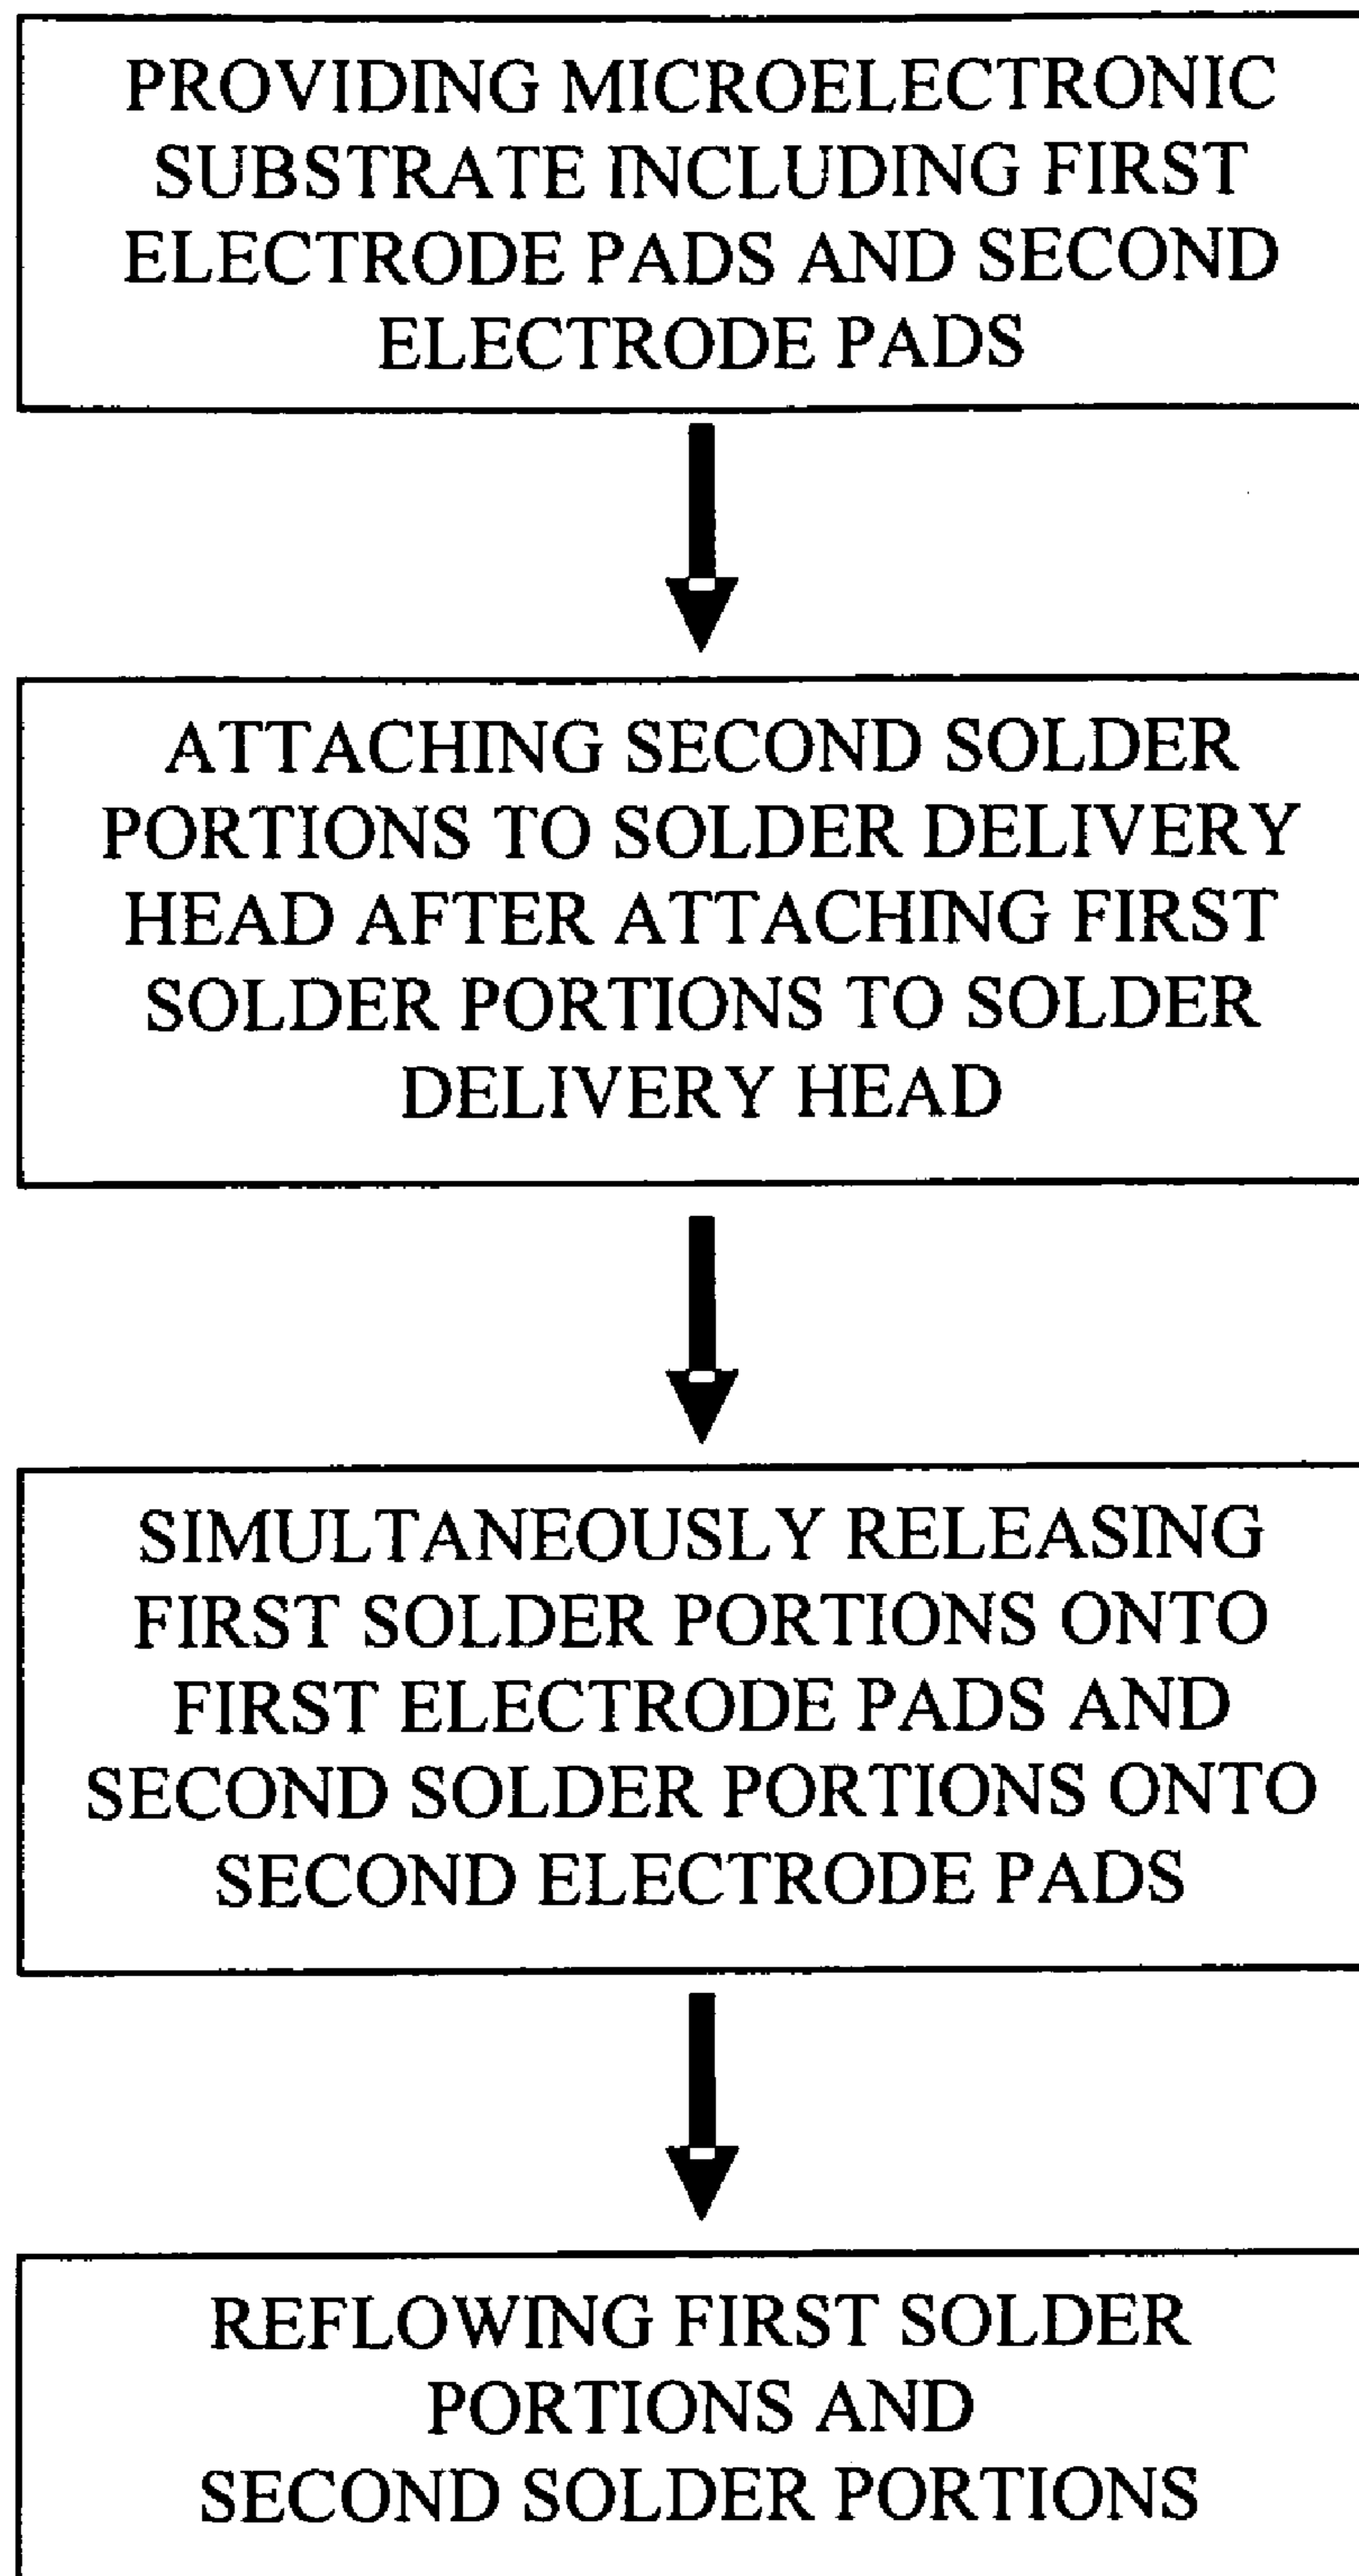 PROVIDING MICROELECTRONIC
SUBSTRATE INCLUDING FIRST
ELECTRODE PADS AND SECOND
ELECTRODE PADS
ATTACHING SECOND SOLDER
PORTIONS TO SOLDER DELIVERY
HEAD AFTER ATTACHING FIRST
SOLDER PORTIONS TO SOLDER
DELIVERY HEAD
SIMULTANEOUSLY RELEASING
FIRST SOLDER PORTIONS ONTO
FIRST ELECTRODE PADS AND
SECOND SOLDER PORTIONS ONTO
SECOND ELECTRODE PADS
REFLOWING FIRST SOLDER
PORTIONS AND
SECOND SOLDER PORTIONS